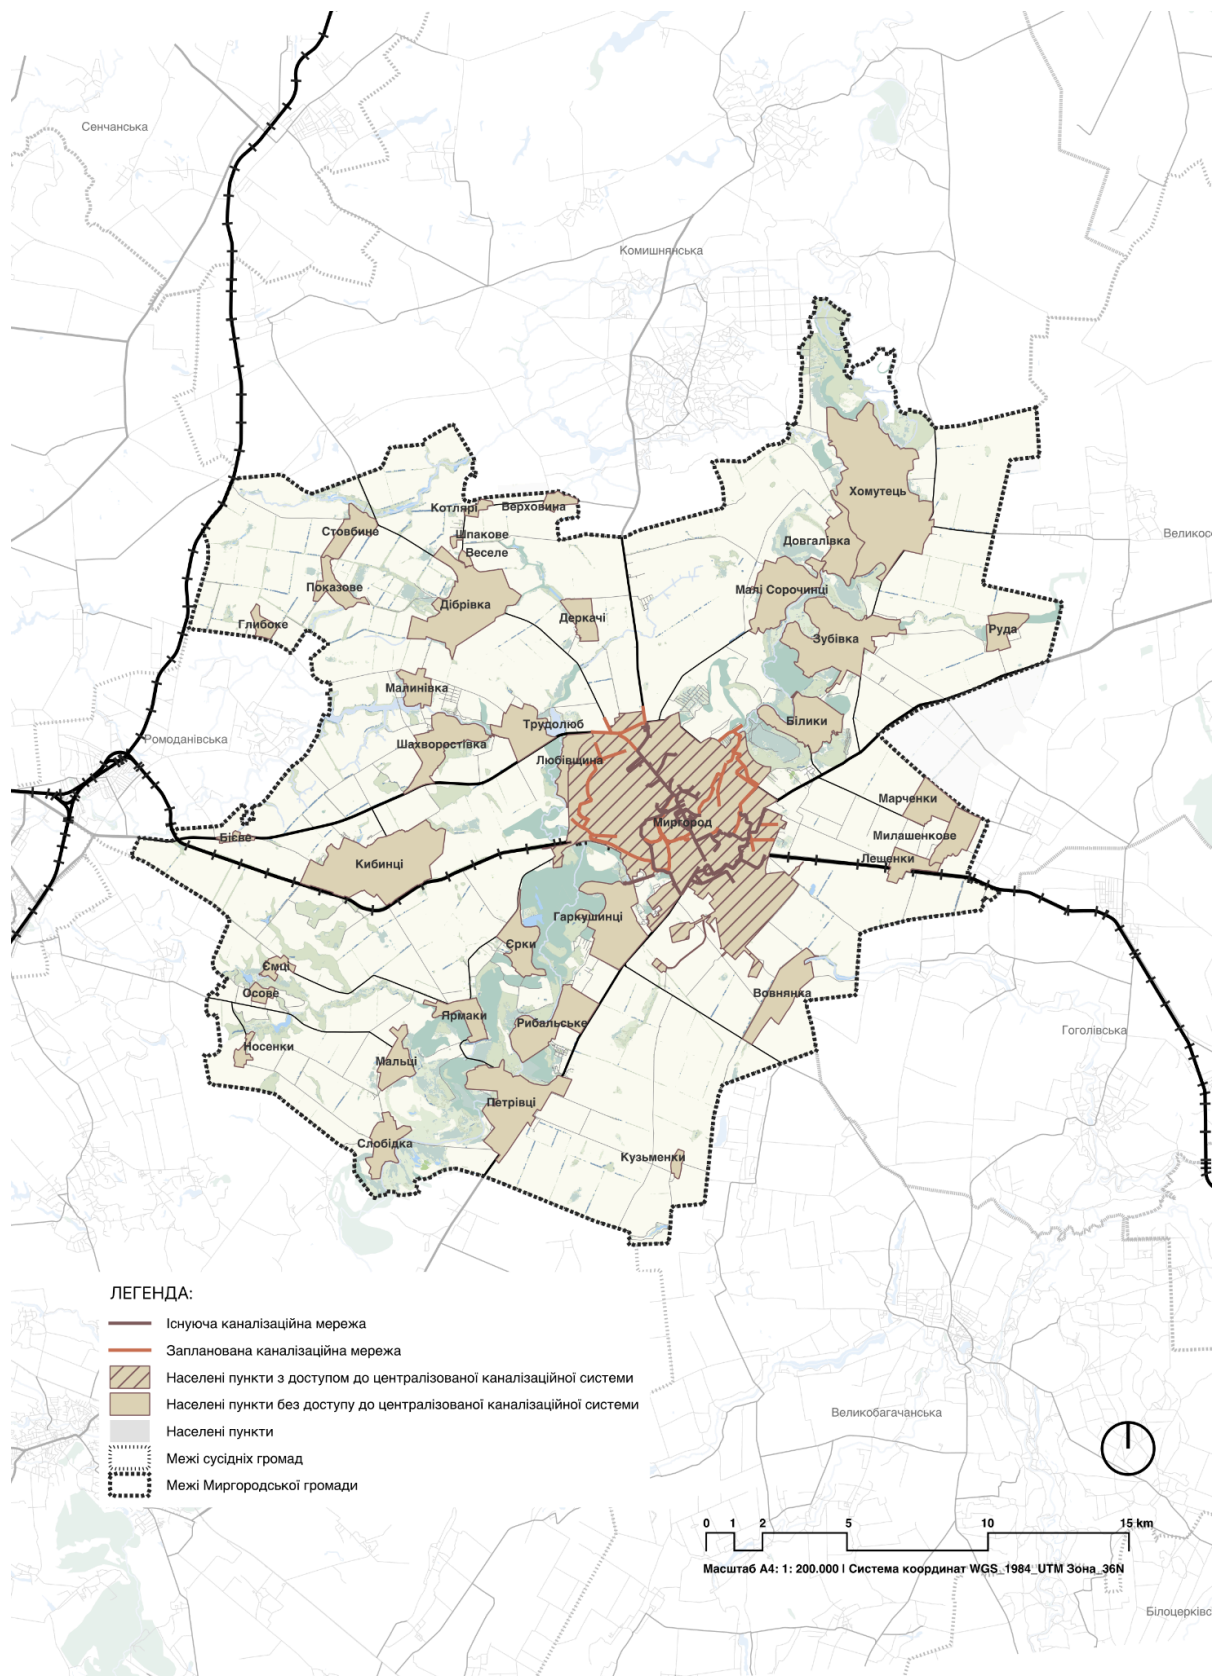 Сенчанська
Комишнянська
Хомутець
Котлярі
Верховина
Стовбине
Шпакове
Великосо
Довгалівка
Веселе
Показове
Малі Сорочинці
Дібрівка
Деркачі
Глибоке
Зубівка
Руда
Малинівка
Трудолюб
Білики
Ромоданівська
Шахворостівка
Любівщина
Марченки
Миргород
Милашенкове
Бієве
Кибинці
Лещенки
Гаркушинці
Єрки
Ємці
Осове
Вовнянка
Ярмаки
Рибальське
Гоголівська
Носенки
Мальці
Петрівці
Слобідка
Кузьменки
ЛЕГЕНДА:
Існуюча каналізаційна мережа
Запланована каналізаційна мережа
Населені пункти з доступом до централізованої каналізаційної системи
Населені пункти без доступу до централізованої каналізаційної системи
Населені пункти
Межі сусідніх громад
Межі Миргородської громади
Великобагачанська
0 1 2 5 10 15 km
Масштаб А4: 1: 200.000 | Система координат WGS_1984_UTM Зона_36N
Білоцерківс